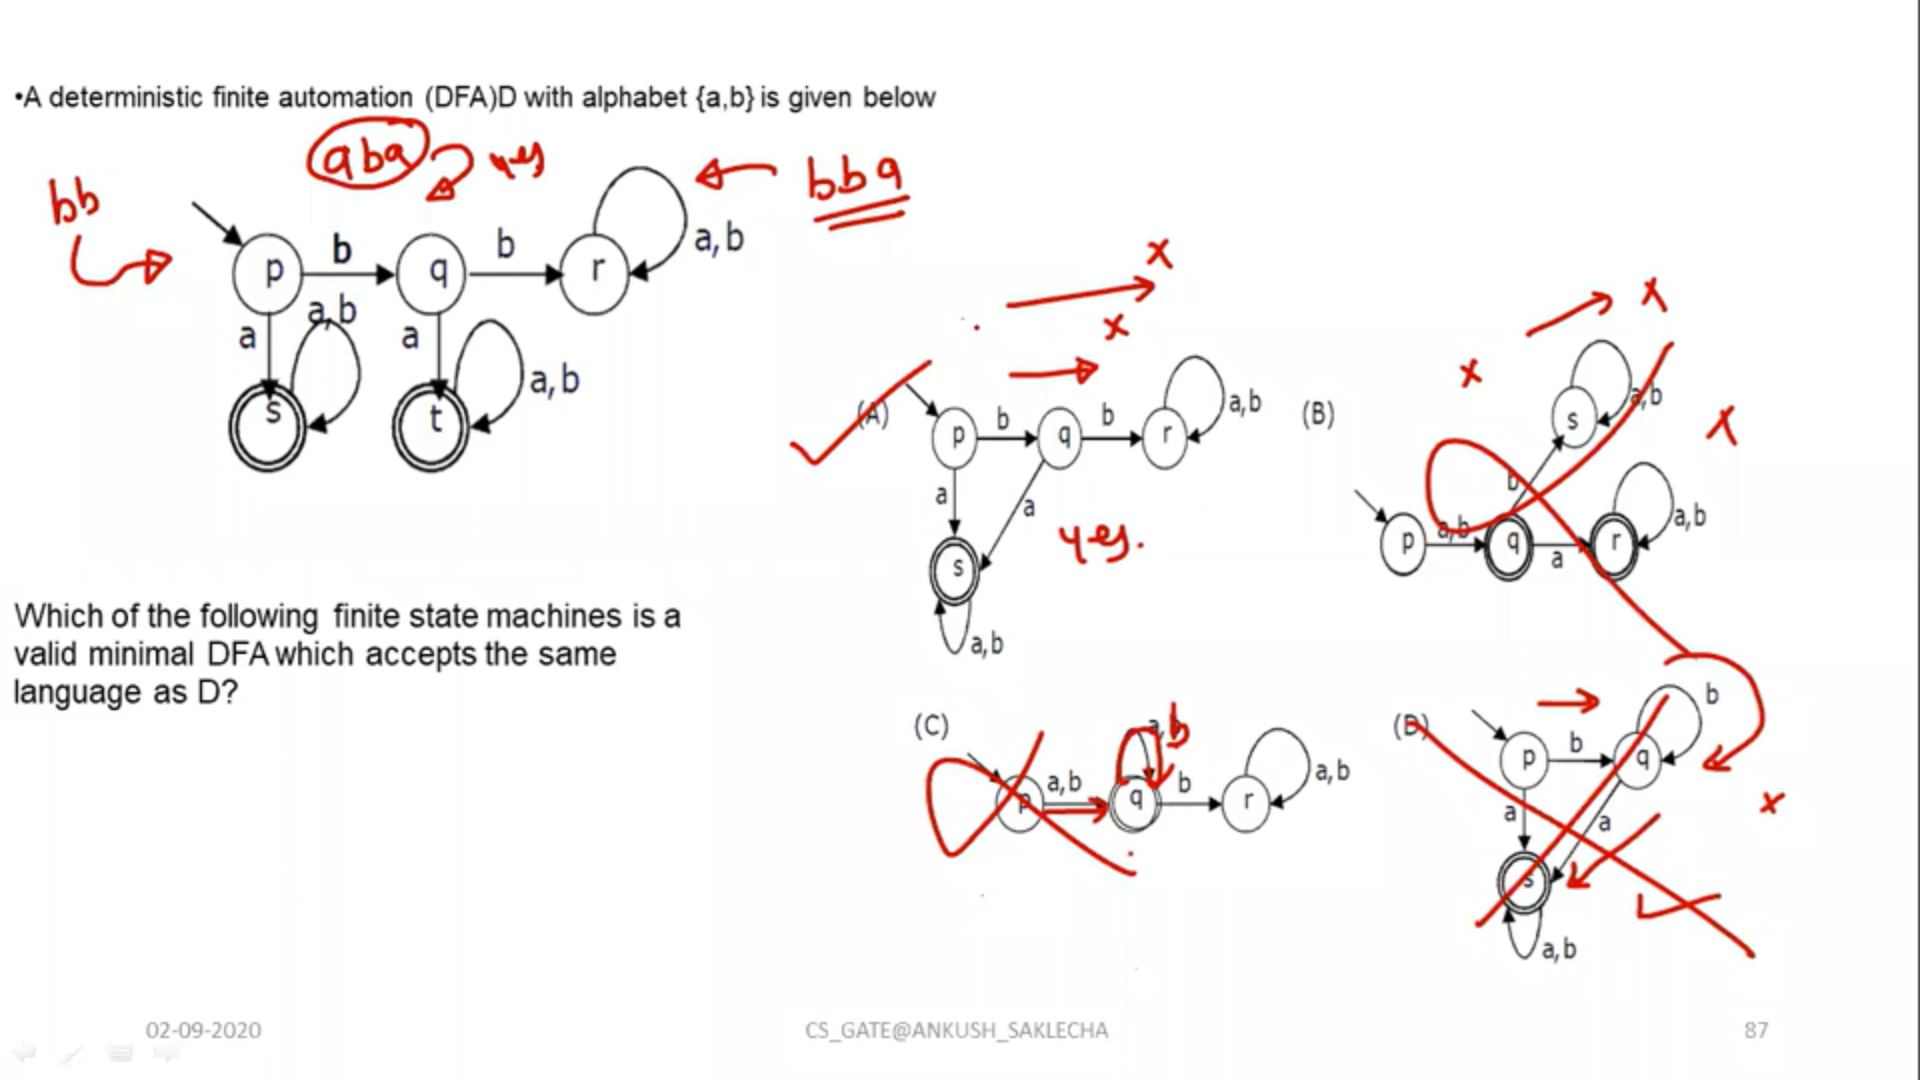 •A deterministic finite automation (DFA)D with alphabet {a,b} is given below
aba yes
bb
bba
p b q b r a,b
a a,b a a,b
s t
x
x
x
x
x
(A) p b q b r a,b
a a
s
a,b
yes.
(B) s a,b
b
p a,b q a r a,b
Which of the following finite state machines is a
valid minimal DFA which accepts the same
language as D?
(C) b
p a,b q b r a,b
(D) b
p b q
a a
s
a,b
x
02-09-2020
CS_GATE@ANKUSH_SAKLECHA
87